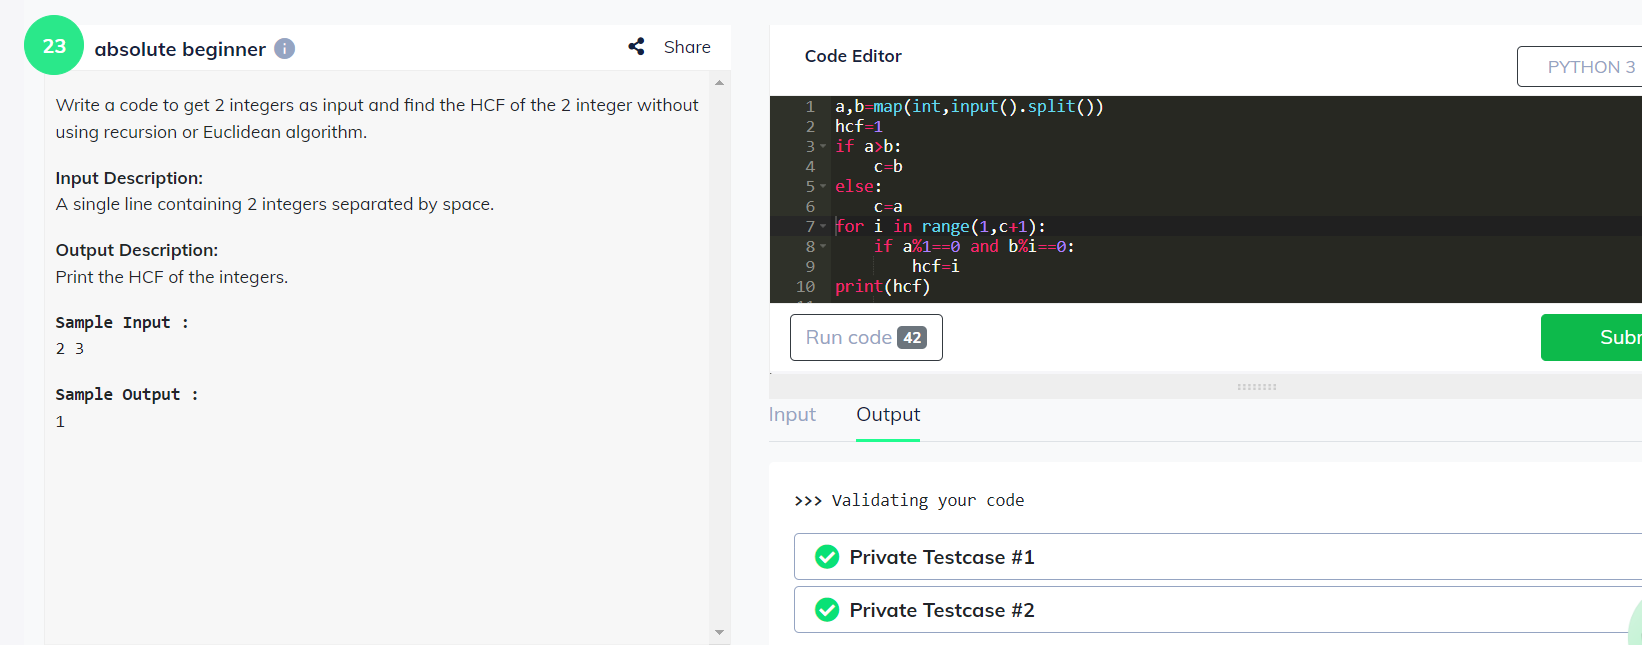 23
absolute beginner i
Share
Write a code to get 2 integers as input and find the HCF of the 2 integer without
using recursion or Euclidean algorithm.
Input Description:
A single line containing 2 integers separated by space.
Output Description:
Print the HCF of the integers.
Sample Input :
2 3
Sample Output :
1
Code Editor
PYTHON 3
1 a,b=map(int,input().split())
2 hcf=1
3 if a>b:
4     c=b
5 else:
6     c=a
7 for i in range(1,c+1):
8     if a%1==0 and b%i==0:
9         hcf=i
10 print(hcf)
Run code 42
Input
Output
>>> Validating your code
Private Testcase #1
Private Testcase #2